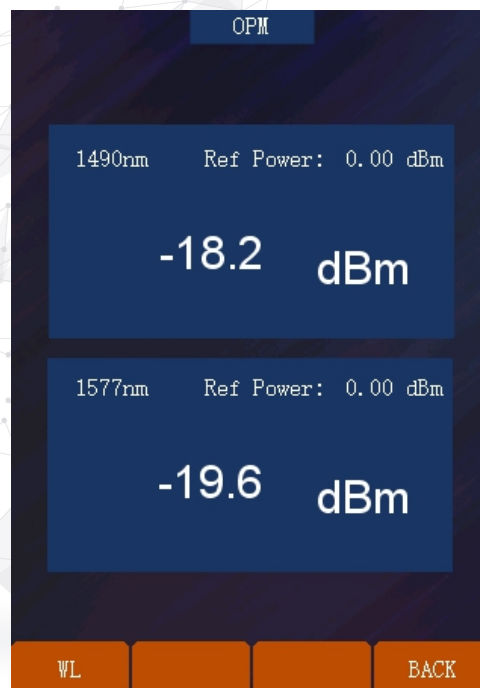 OPM
1490nm Ref Power: 0.00 dBm
-18.2 dBm
1577nm Ref Power: 0.00 dBm
-19.6 dBm
WL BACK